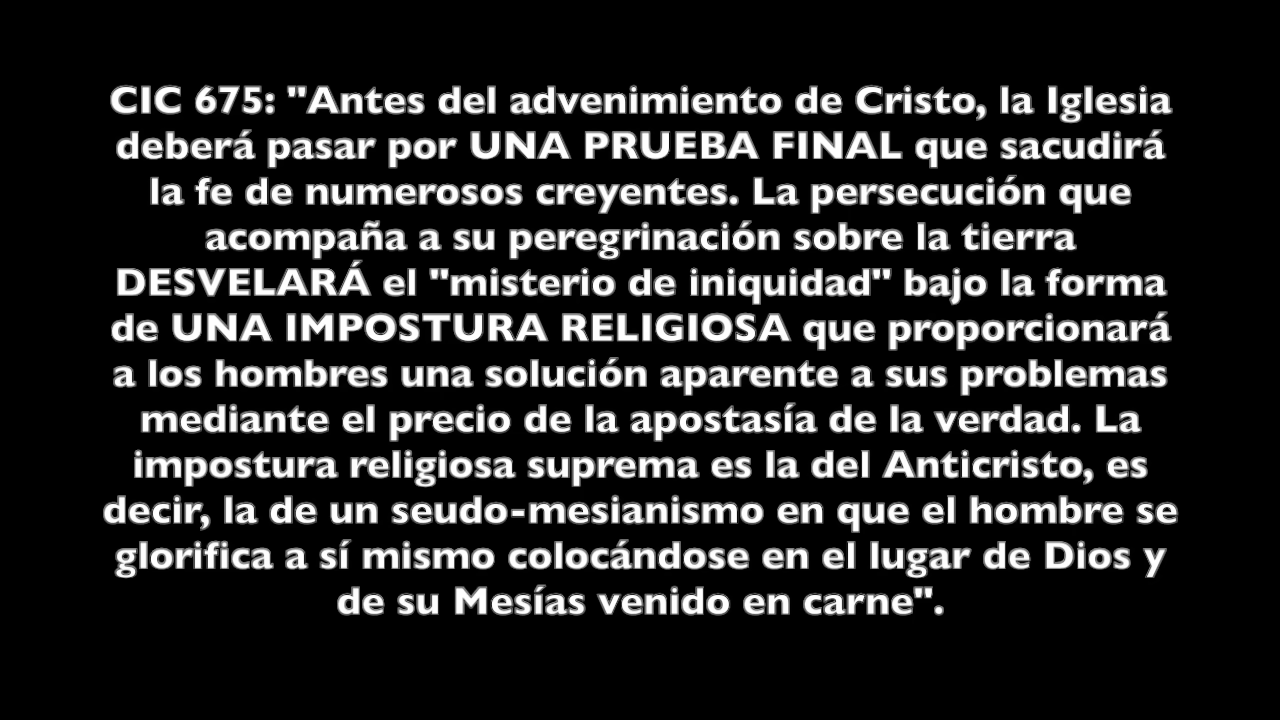 CIC 675: "Antes del advenimiento de Cristo, la Iglesia
deberá pasar por UNA PRUEBA FINAL que sacudirá
la fe de numerosos creyentes. La persecución que
acompaña a su peregrinación sobre la tierra
DESVELARÁ el "misterio de iniquidad" bajo la forma
de UNA IMPOSTURA RELIGIOSA que proporcionará
a los hombres una solución aparente a sus problemas
mediante el precio de la apostasía de la verdad. La
impostura religiosa suprema es la del Anticristo, es
decir, la de un seudo-mesianismo en que el hombre se
glorifica a sí mismo colocándose en el lugar de Dios y
de su Mesías venido en carne".